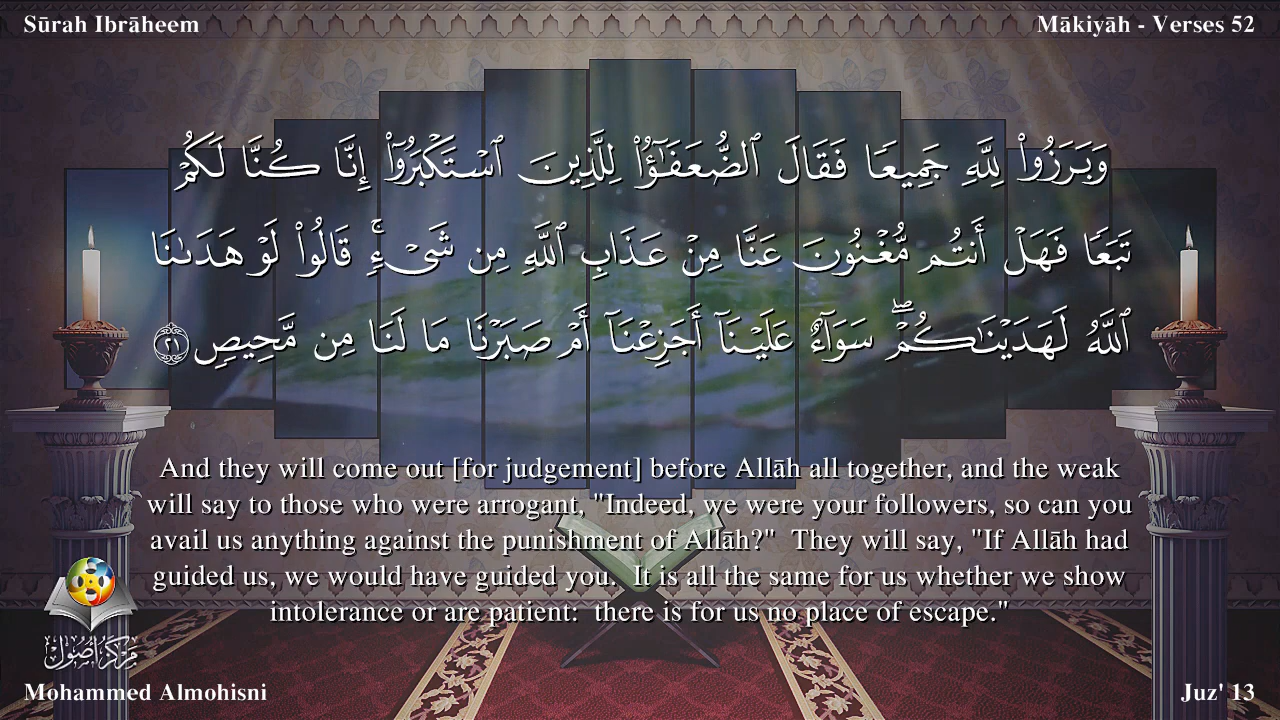 Sūrah Ibrāheem
Mākiyāh - Verses 52
وَبَرَزُوا۟ لِلَّهِ جَمِيعًا فَقَالَ ٱلضُّعَفَـٰٓؤُا۟ لِلَّذِينَ ٱسْتَكْبَرُوٓا۟ إِنَّا كُنَّا لَكُمْ
تَبَعًا فَهَلْ أَنتُم مُّغْنُونَ عَنَّا مِنْ عَذَابِ ٱللَّهِ مِن شَىْءٍ ۚ قَالُوا۟ لَوْ هَدَىٰنَا
ٱللَّهُ لَهَدَيْنَـٰكُمْ ۖ سَوَآءٌ عَلَيْنَآ أَجَزِعْنَآ أَمْ صَبَرْنَا مَا لَنَا مِن مَّحِيصٍ ٢١
And they will come out [for judgement] before Allāh all together, and the weak
will say to those who were arrogant, "Indeed, we were your followers, so can you
avail us anything against the punishment of Allāh?"  They will say, "If Allāh had
guided us, we would have guided you.  It is all the same for us whether we show
intolerance or are patient:  there is for us no place of escape."
مركز أصول
Mohammed Almohisni
Juz' 13